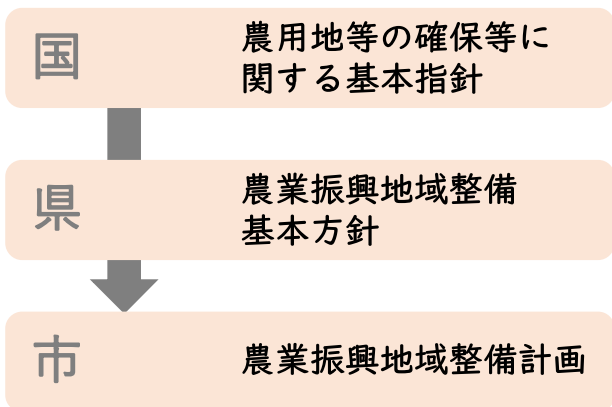 国
農用地等の確保等に
関する基本指針
県
農業振興地域整備
基本方針
市
農業振興地域整備計画